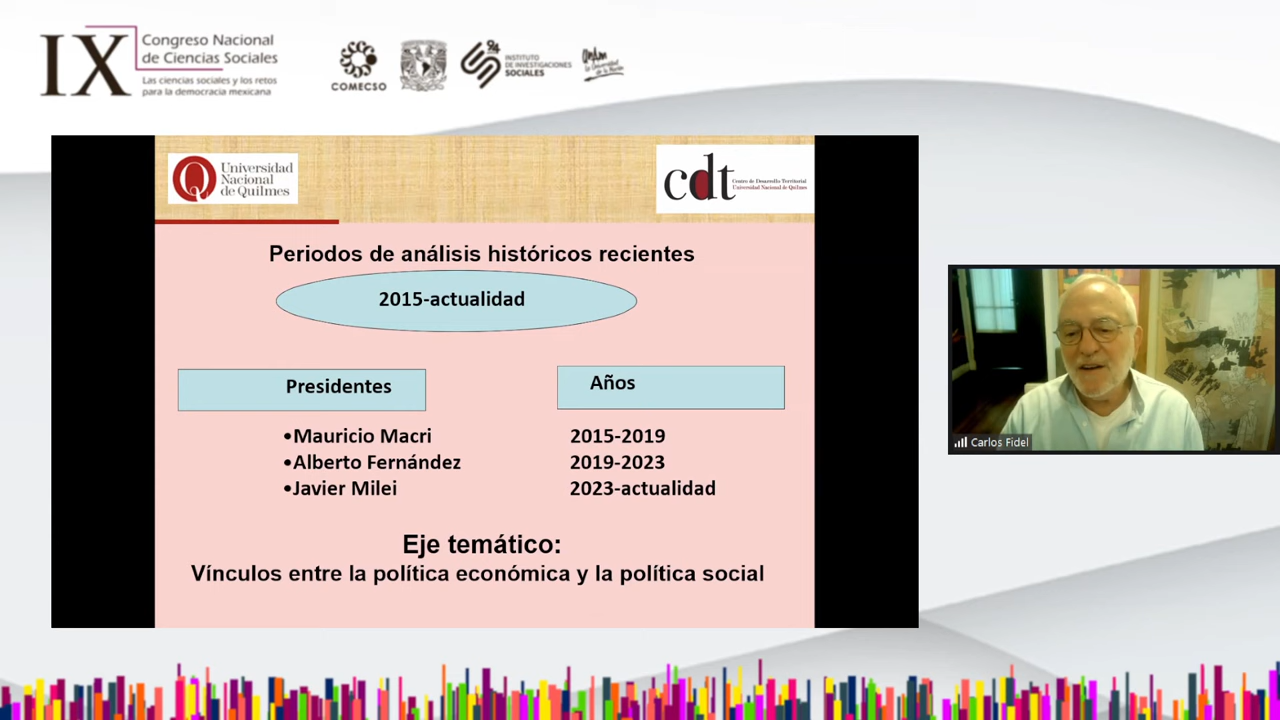 IX
Congreso Nacional
de Ciencias Sociales
Las ciencias sociales y los retos
para la democracia mexicana
COMECSO
INSTITUTO
DE INVESTIGACIONES
SOCIALES
Universidad
Nacional
de Quilmes
cdt
Centro de Desarrollo Territorial
Universidad Nacional de Quilmes
Periodos de análisis históricos recientes
2015-actualidad
Presidentes
Años
•Mauricio Macri 2015-2019
•Alberto Fernández 2019-2023
•Javier Milei 2023-actualidad
Eje temático:
Vínculos entre la política económica y la política social
Carlos Fidel